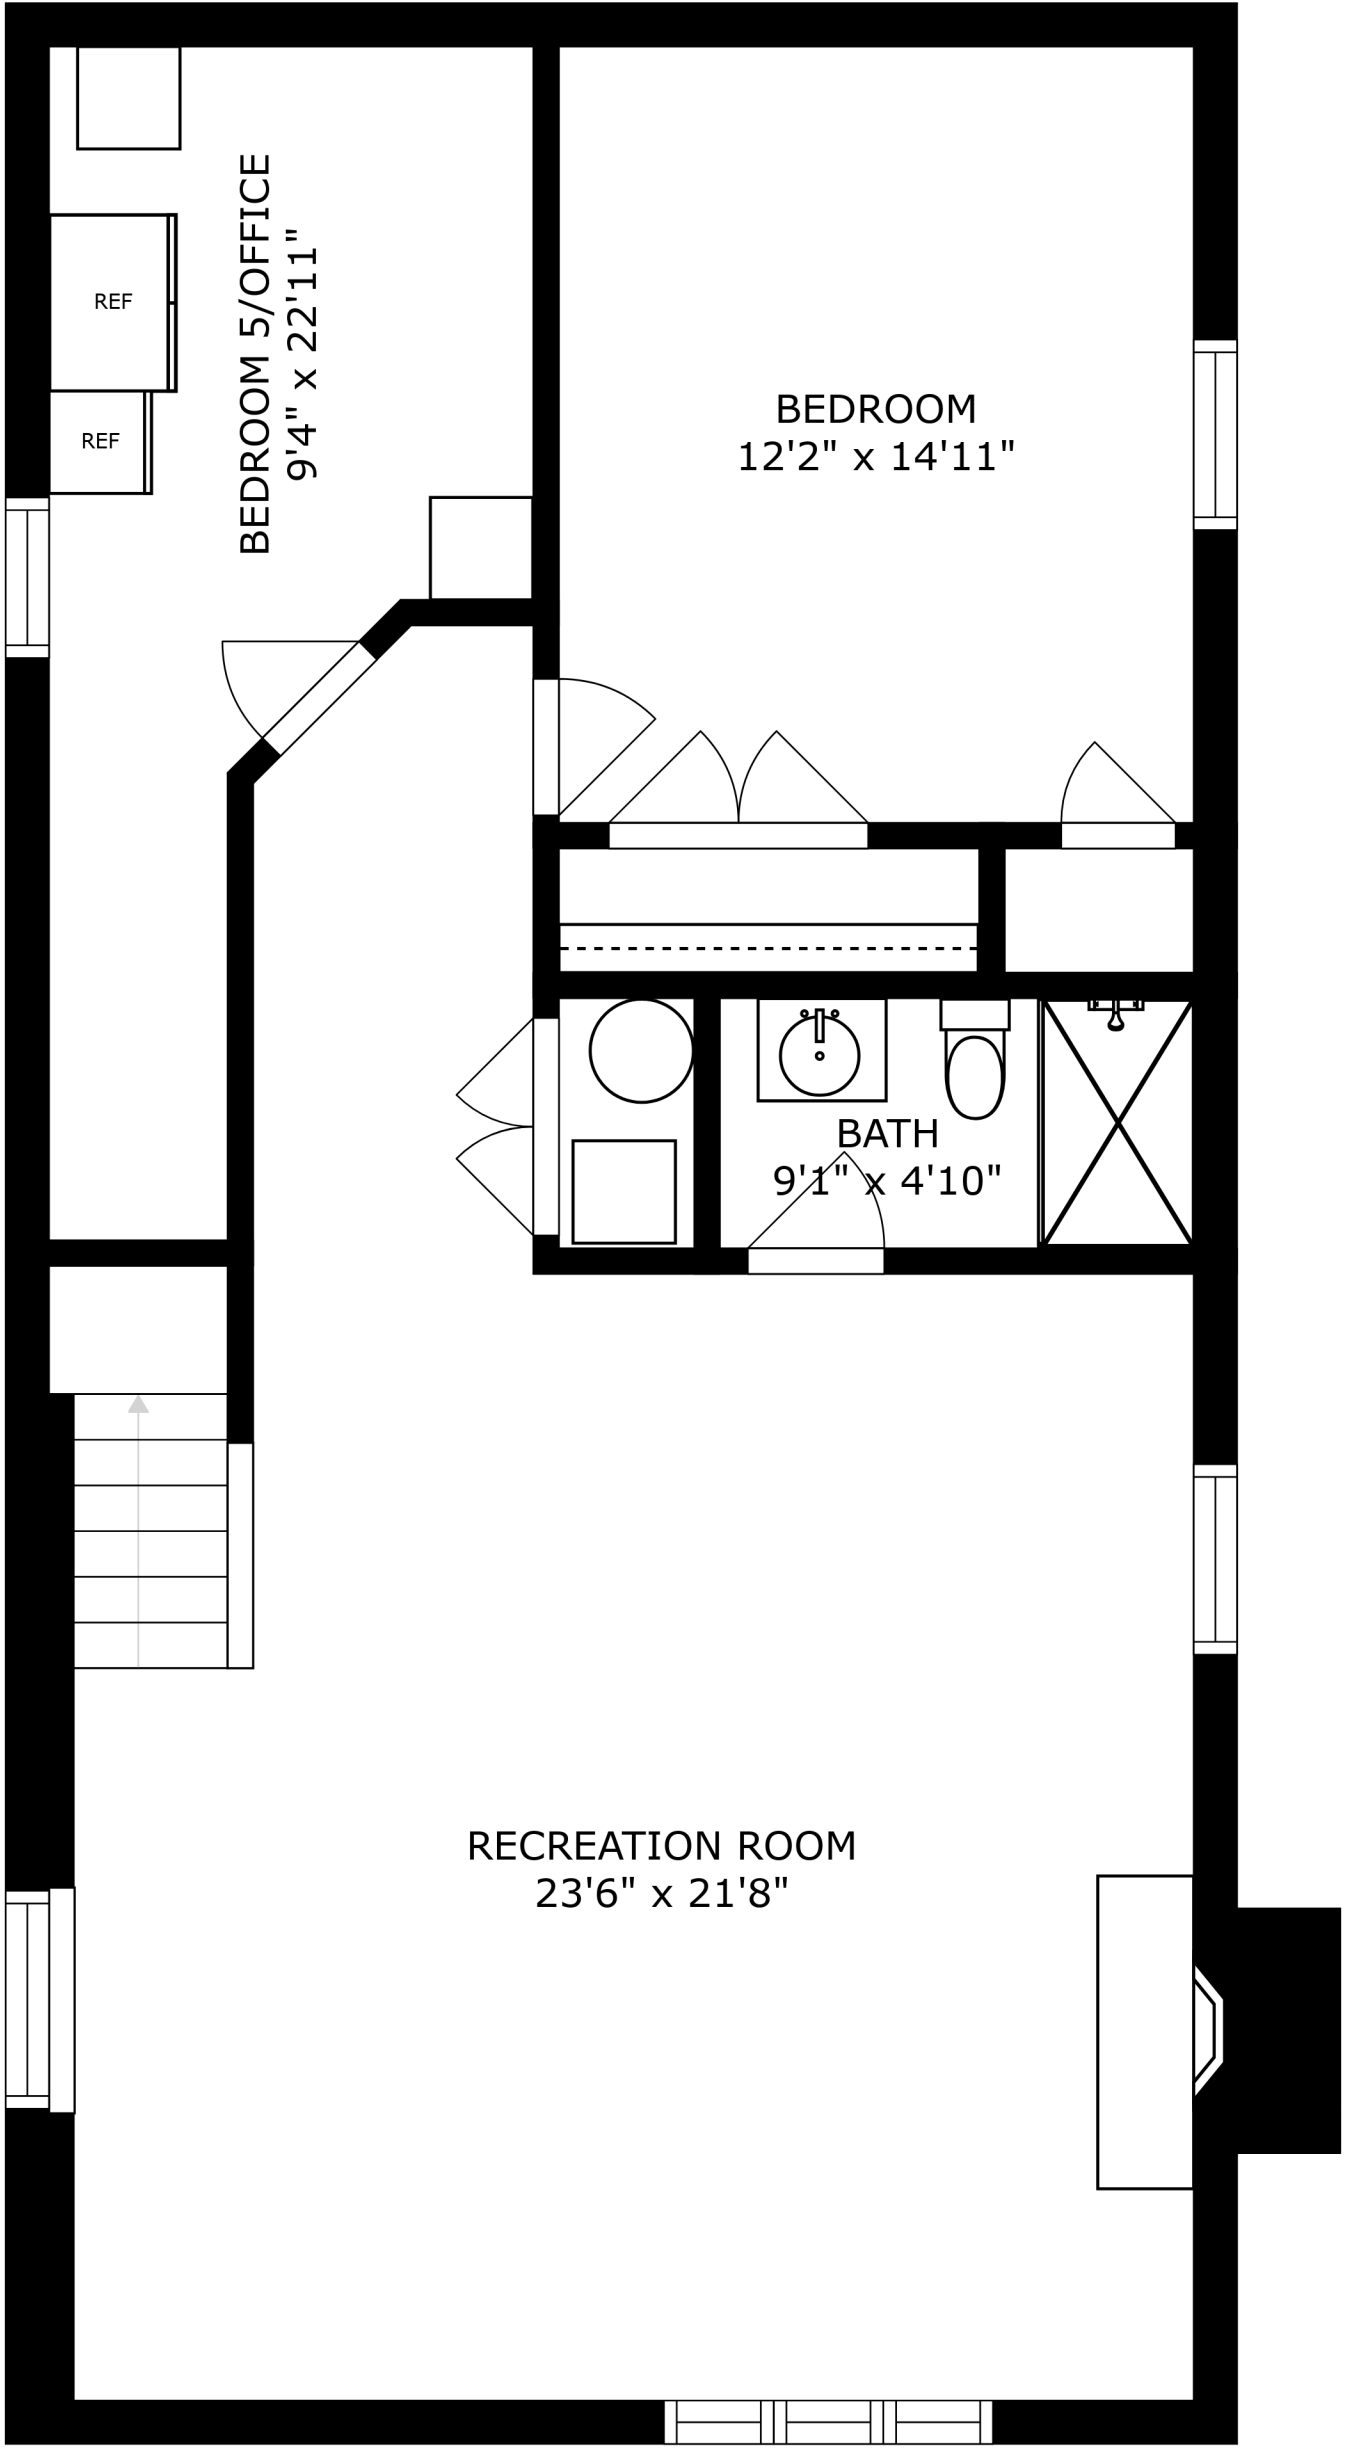 BEDROOM 5/OFFICE
9'4" x 22'11"
REF
REF
BEDROOM
12'2" x 14'11"
BATH
9'1" x 4'10"
RECREATION ROOM
23'6" x 21'8"